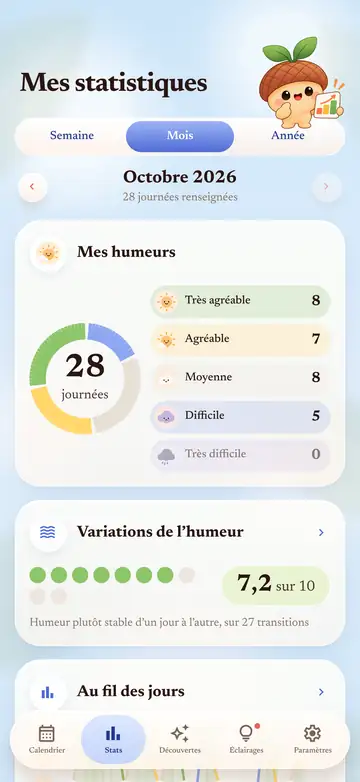 Mes statistiques
Semaine
Mois
Année
Octobre 2026
28 journées renseignées
Mes humeurs
28
journées
Très agréable 8
Agréable 7
Moyenne 8
Difficile 5
Très difficile 0
Variations de l’humeur
7,2 sur 10
Humeur plutôt stable d’un jour à l’autre, sur 27 transitions
Au fil des jours
Calendrier
Stats
Découvertes
Éclairages
Paramètres